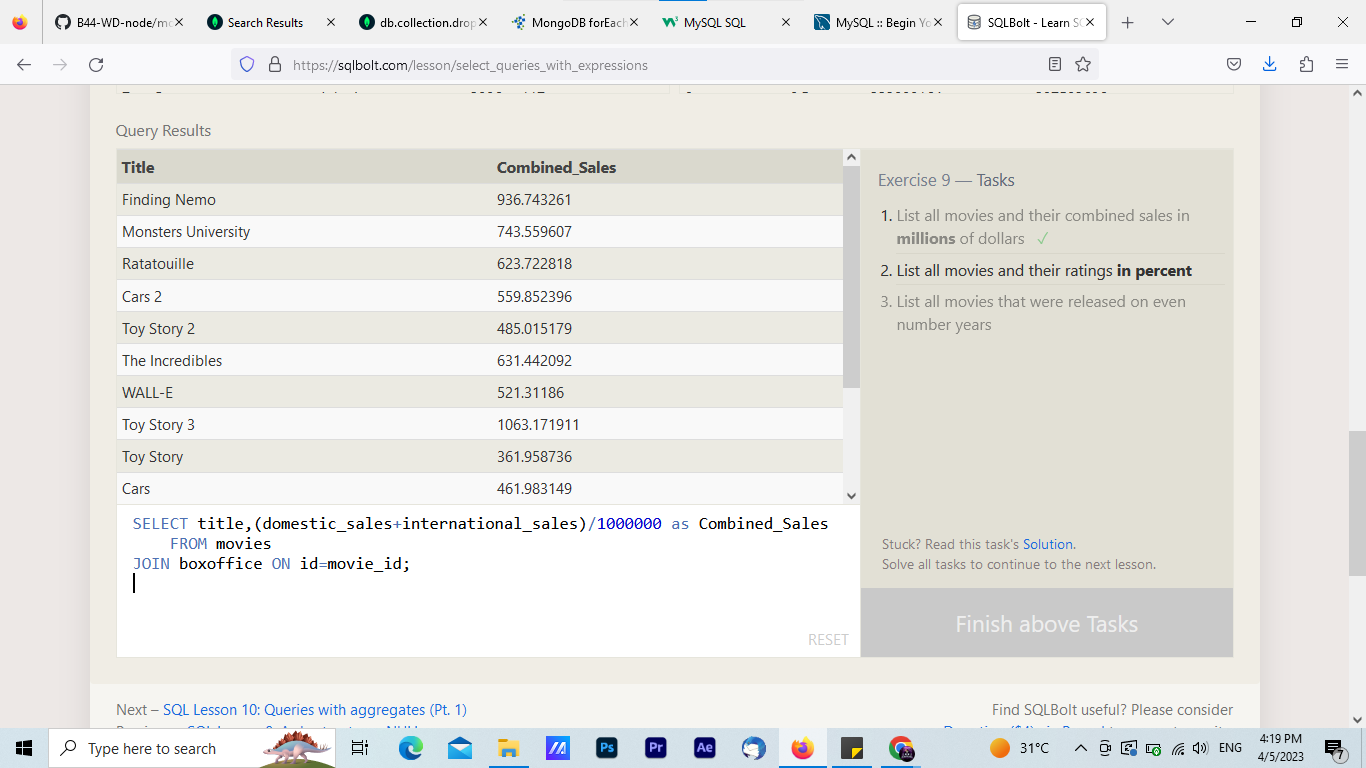 B44-WD-node/mo
Search Results
db.collection.drop
MongoDB forEach
MySQL SQL
MySQL :: Begin Yo
SQLBolt - Learn SQ
https://sqlbolt.com/lesson/select_queries_with_expressions
Query Results
Title Combined_Sales
Finding Nemo 936.743261
Monsters University 743.559607
Ratatouille 623.722818
Cars 2 559.852396
Toy Story 2 485.015179
The Incredibles 631.442092
WALL-E 521.31186
Toy Story 3 1063.171911
Toy Story 361.958736
Cars 461.983149
Exercise 9 — Tasks
1. List all movies and their combined sales in
millions of dollars ✓
2. List all movies and their ratings in percent
3. List all movies that were released on even
number years
Stuck? Read this task's Solution.
Solve all tasks to continue to the next lesson.
Finish above Tasks
SELECT title,(domestic_sales+international_sales)/1000000 as Combined_Sales
FROM movies
JOIN boxoffice ON id=movie_id;
RESET
Next – SQL Lesson 10: Queries with aggregates (Pt. 1)
Find SQLBolt useful? Please consider
Type here to search
Ps
Pr
Ae
31°C
ENG
4:19 PM
4/5/2023
7